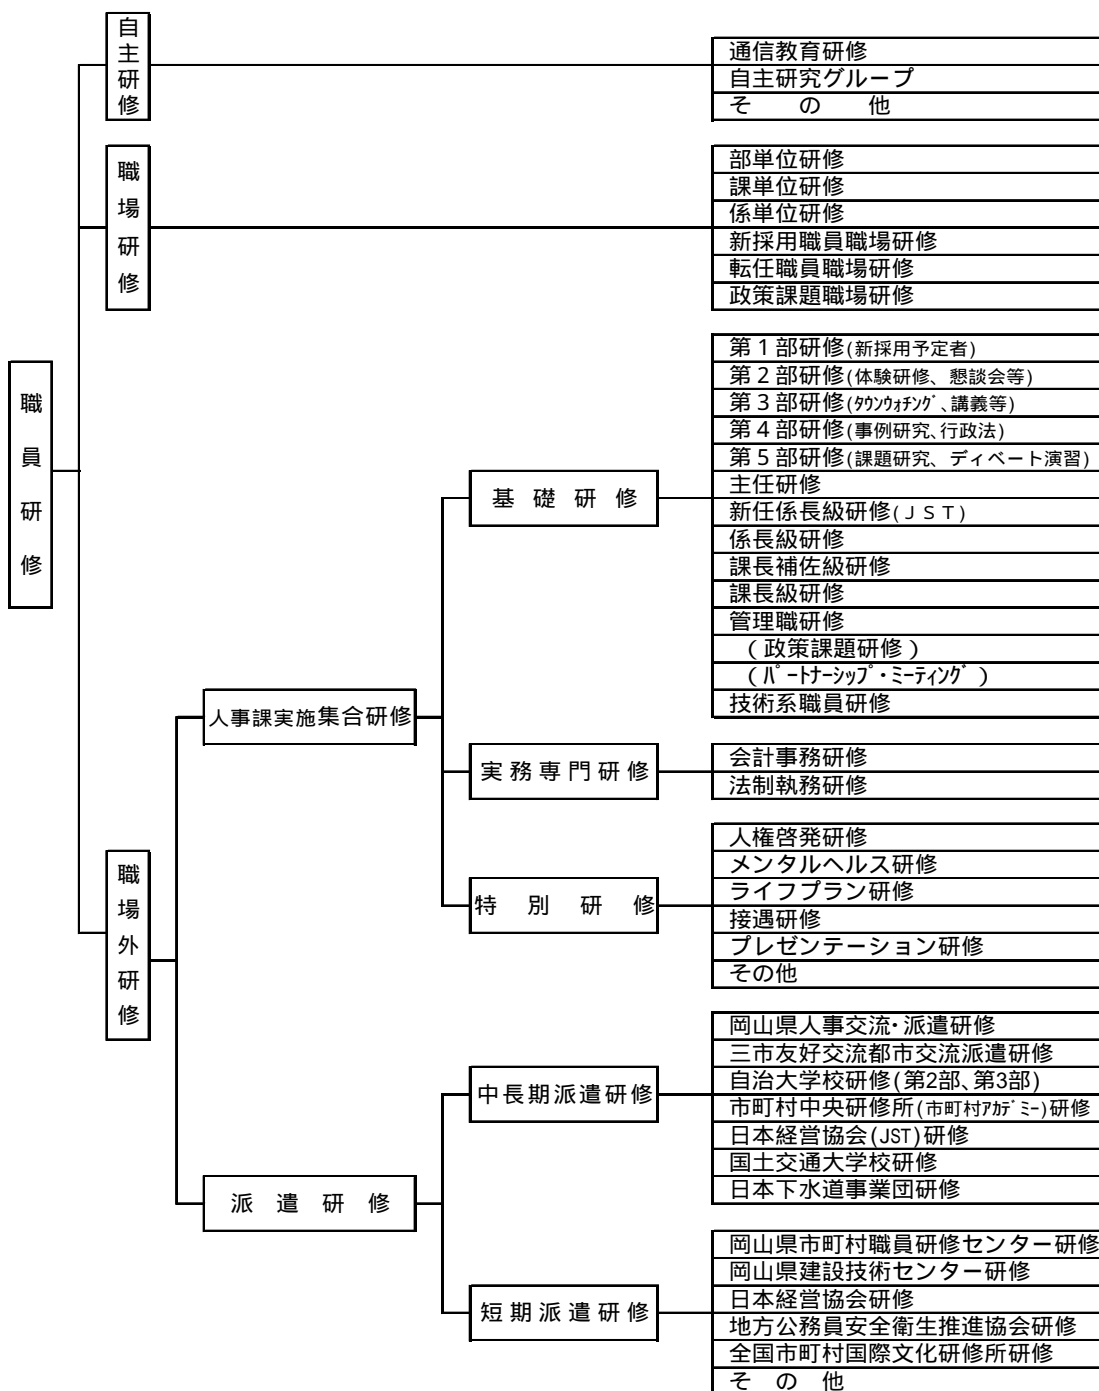 職員研修
自主研修
通信教育研修
自主研究グループ
そ の 他
職場研修
部単位研修
課単位研修
係単位研修
新採用職員職場研修
転任職員職場研修
政策課題職場研修
職場外研修
人事課実施集合研修
基礎研修
第１部研修(新採用予定者)
第２部研修(体験研修、懇談会等)
第３部研修(ﾀｳﾝｳｫﾁﾝｸﾞ、講義等)
第４部研修(事例研究、行政法)
第５部研修(課題研究、ディベート演習)
主任研修
新任係長級研修(ＪＳＴ)
係長級研修
課長補佐級研修
課長級研修
管理職研修
(政策課題研修)
(ﾊﾟｰﾄﾅｰｼｯﾌﾟ・ﾐｰﾃｨﾝｸﾞ)
技術系職員研修
実務専門研修
会計事務研修
法制執務研修
特別研修
人権啓発研修
メンタルヘルス研修
ライフプラン研修
接遇研修
プレゼンテーション研修
その他
派遣研修
中長期派遣研修
岡山県人事交流・派遣研修
三市友好交流都市交流派遣研修
自治大学校研修(第2部、第3部)
市町村中央研修所(市町村ｱｶﾃﾞﾐｰ)研修
日本経営協会(JST)研修
国土交通大学校研修
日本下水道事業団研修
短期派遣研修
岡山県市町村職員研修センター研修
岡山県建設技術センター研修
日本経営協会研修
地方公務員安全衛生推進協会研修
全国市町村国際文化研修所研修
そ の 他